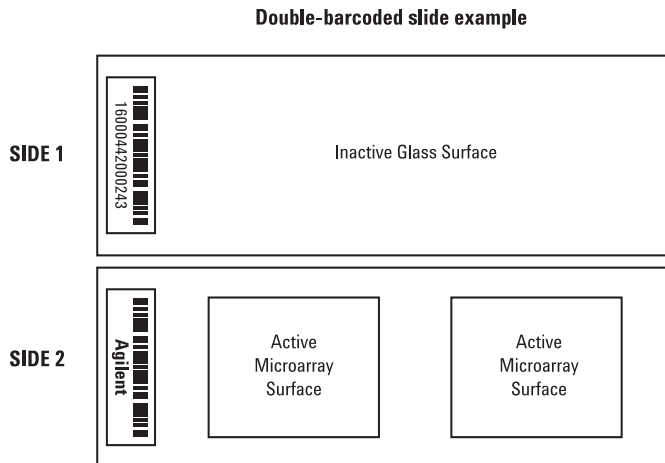 Double-barcoded slide example
SIDE 1
16000442000243
Inactive Glass Surface
SIDE 2
Agilent
Active
Microarray
Surface
Active
Microarray
Surface